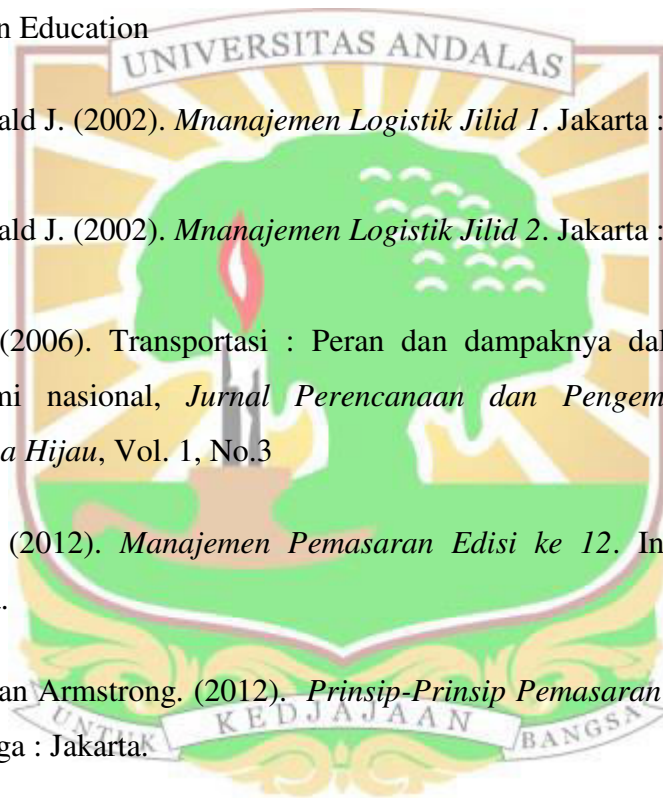 n Education
UNIVERSITAS ANDALAS
ald J. (2002). Mnanajemen Logistik Jilid 1. Jakarta :
ald J. (2002). Mnanajemen Logistik Jilid 2. Jakarta :
(2006). Transportasi : Peran dan dampaknya dal
mi nasional, Jurnal Perencanaan dan Pengem
a Hijau, Vol. 1, No.3
(2012). Manajemen Pemasaran Edisi ke 12. In
.
an Armstrong. (2012). Prinsip-Prinsip Pemasaran
UNTUK KEDJAJAAN BANGSA
ga : Jakarta.